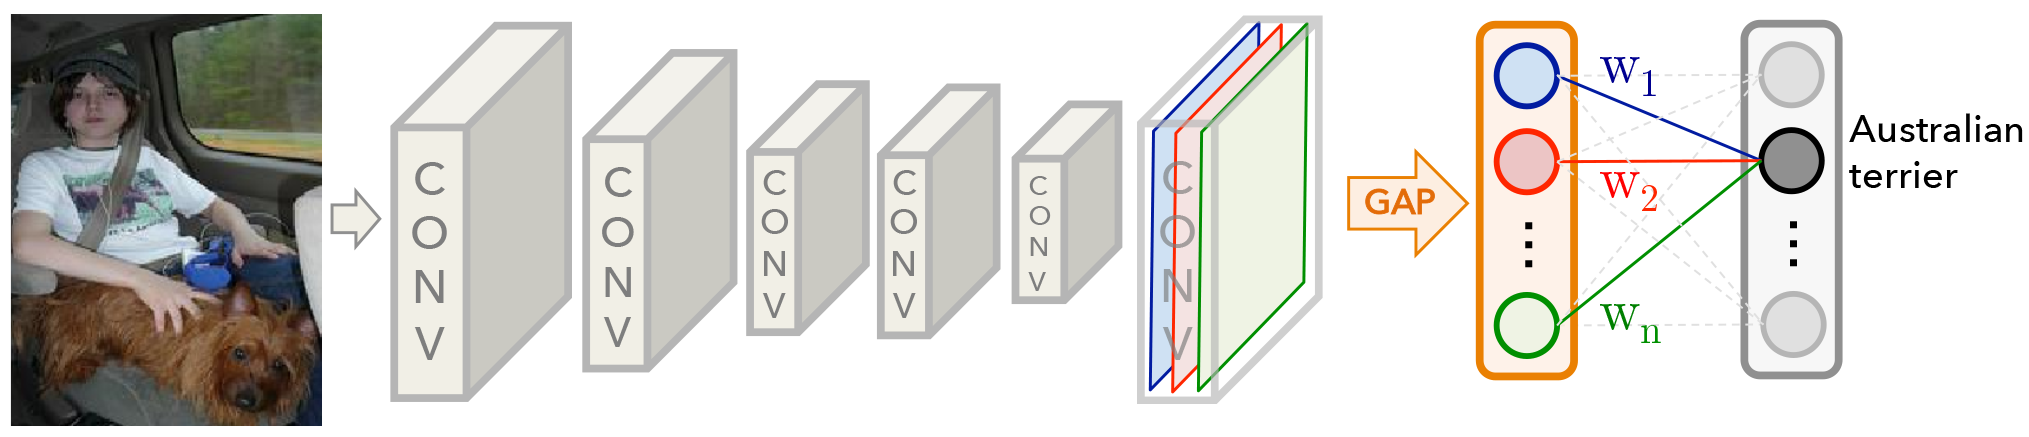 CONV
CONV
CONV
CONV
CONV
CONV
GAP
w1
w2
wn
Australian
terrier